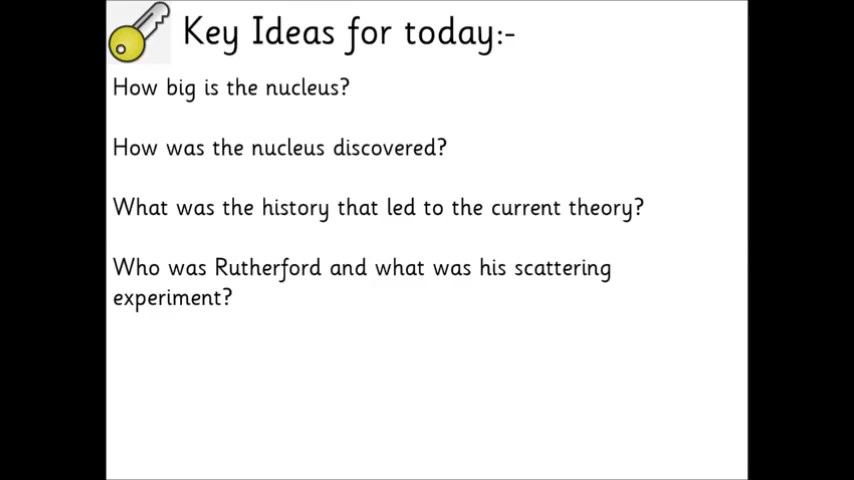 Key Ideas for today:-
How big is the nucleus?
How was the nucleus discovered?
What was the history that led to the current theory?
Who was Rutherford and what was his scattering
experiment?